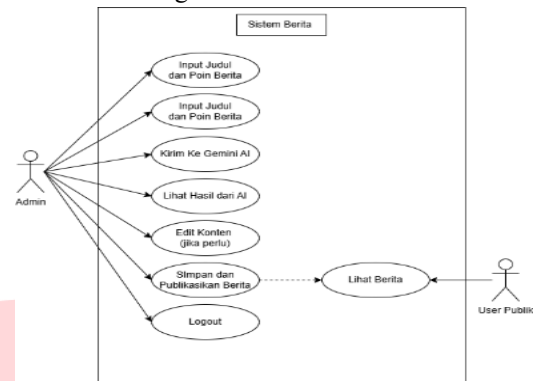 Sistem Berita
Input Judul
dan Poin Berita
Input Judul
dan Poin Berita
Kirim Ke Gemini AI
Admin
Lihat Hasil dari AI
Edit Konten
(jika perlu)
SImpan dan
Publikasikan Berita
Lihat Berita
User Publik
Logout